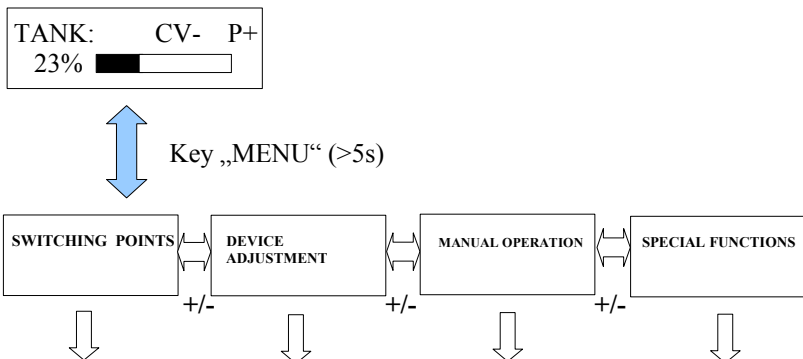 TANK: CV- P+
23%
Key „MENU“ (>5s)
SWITCHING POINTS
DEVICE
ADJUSTMENT
MANUAL OPERATION
SPECIAL FUNCTIONS
+/-
+/-
+/-